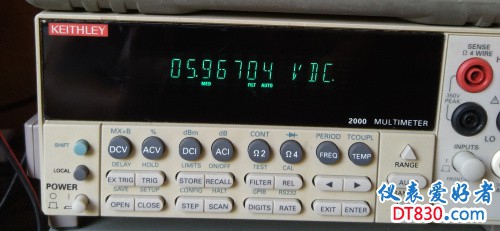 KEITHLEY
05.96704 VDC.
MED FLT AUTO
SENSE
Ω 4 WIRE
350V
PEAK
2000 MULTIMETER
MX+B % dBm dB CONT PERIOD TCOUPL
SHIFT DCV ACV DCI ACI Ω2 Ω4 FREQ TEMP
DELAY HOLD LIMITS ON/OFF TEST CAL
LOCAL EX TRIG TRIG STORE RECALL FILTER REL
RANGE
AUTO
INPUTS
LO
POWER
SAVE SETUP CONFIG HALT GPIB RS232
OPEN CLOSE STEP SCAN DIGITS RATE EXIT ENTER
仪表爱好者
DT830.com